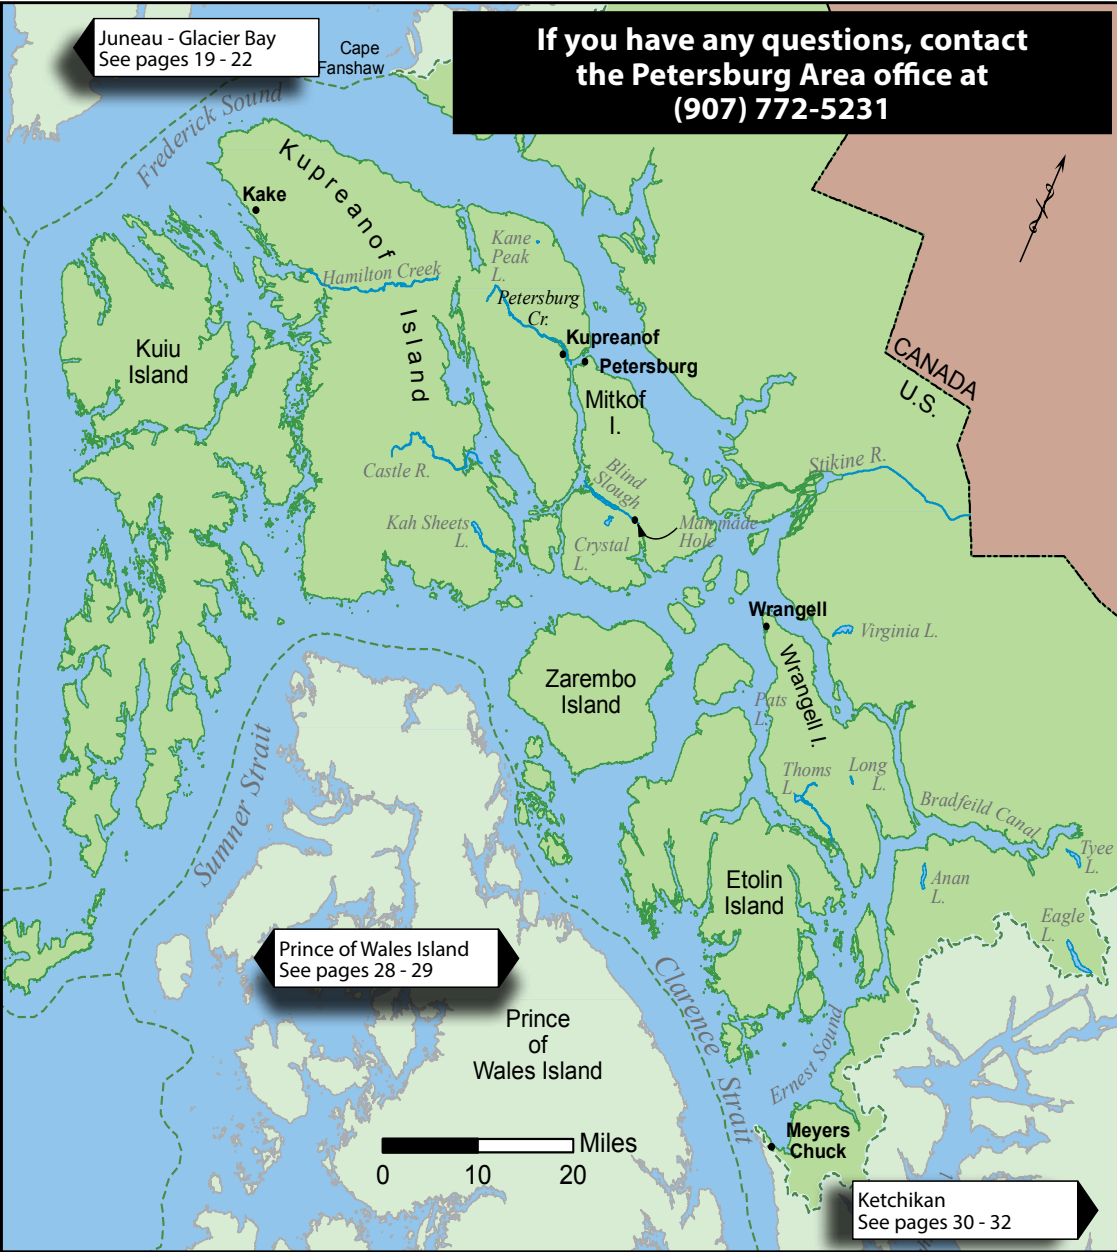 Juneau - Glacier Bay
See pages 19 - 22
Cape
Fanshaw
If you have any questions, contact
the Petersburg Area office at
(907) 772-5231
Frederick Sound
Kupreanof
Island
Kake
Kane
Peak
L.
Hamilton Creek
Petersburg
Cr.
Kupreanof
Petersburg
Kuiu
Island
Mitkof
I.
CANADA
U.S.
Castle R.
Blind
Slough
Stikine R.
Kah Sheets
L.
Crystal
L.
Man made
Hole
Wrangell
Virginia L.
Wrangell I.
Zarembo
Island
Pats
L.
Sumner Strait
Thoms
L.
Long
L.
Bradfeild Canal
Tyee
L.
Etolin
Island
Anan
L.
Eagle
L.
Prince of Wales Island
See pages 28 - 29
Clarence
Strait
Prince
of
Wales Island
Ernest Sound
Meyers
Chuck
Miles
0 10 20
Ketchikan
See pages 30 - 32